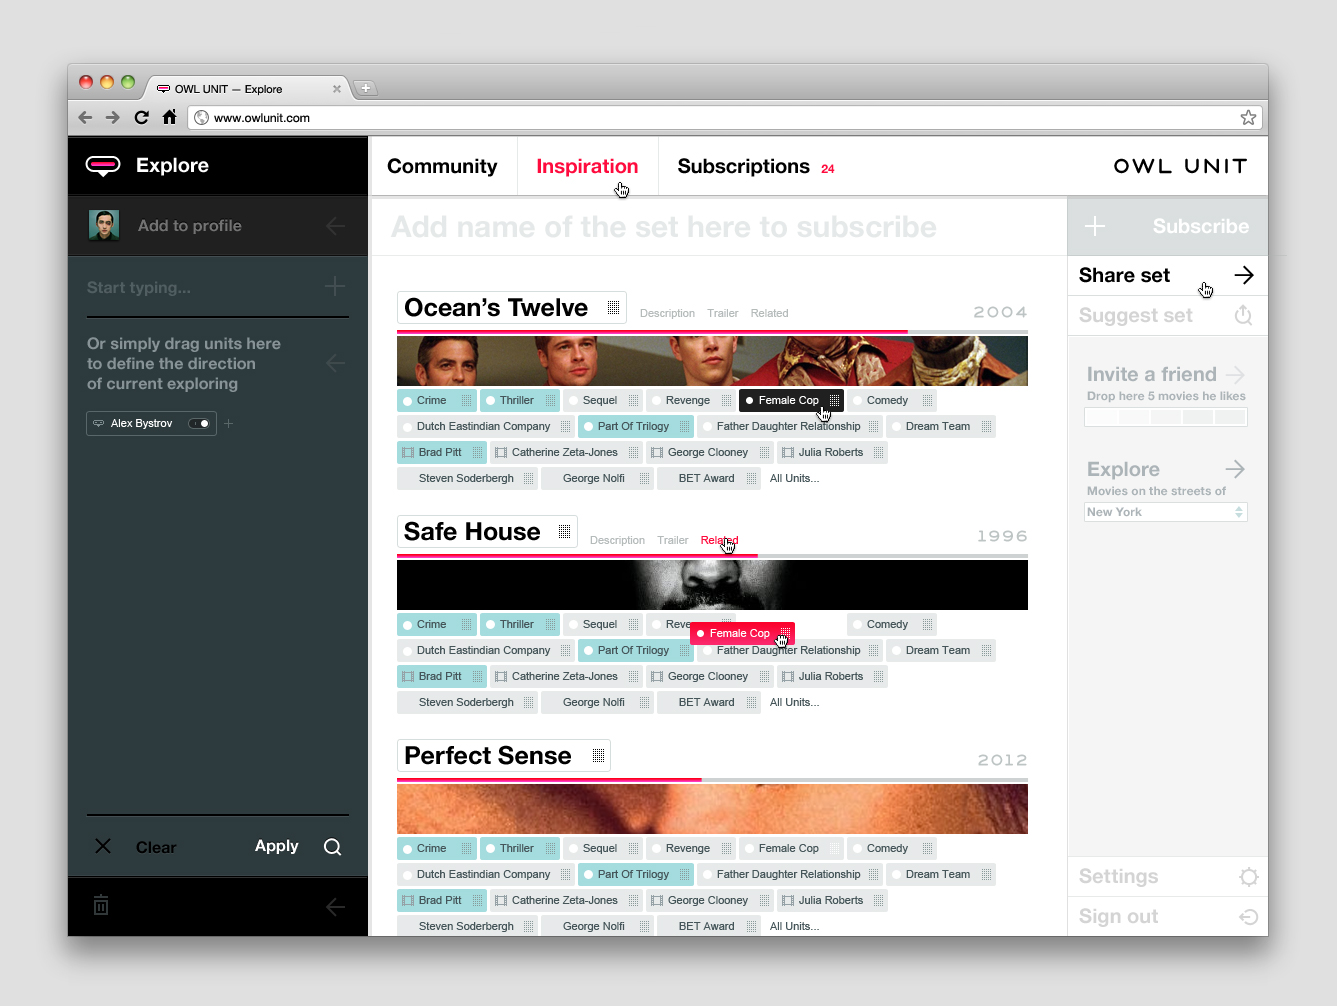 OWL UNIT — Explore
www.owlunit.com
Explore
Community
Inspiration
Subscriptions 24
OWL UNIT
Add to profile
Add name of the set here to subscribe
Subscribe
Start typing...
Or simply drag units here
to define the direction
of current exploring
Alex Bystrov
Clear
Apply
Ocean’s Twelve
Description Trailer Related
2004
Crime Thriller Sequel Revenge Female Cop Comedy
Dutch Eastindian Company Part Of Trilogy Father Daughter Relationship Dream Team
Brad Pitt Catherine Zeta-Jones George Clooney Julia Roberts
Steven Soderbergh George Nolfi BET Award All Units...
Safe House
Description Trailer Related
1996
Crime Thriller Sequel Female Cop Comedy
Dutch Eastindian Company Part Of Trilogy Father Daughter Relationship Dream Team
Brad Pitt Catherine Zeta-Jones George Clooney Julia Roberts
Steven Soderbergh George Nolfi BET Award All Units...
Perfect Sense
2012
Crime Thriller Sequel Revenge Female Cop Comedy
Dutch Eastindian Company Part Of Trilogy Father Daughter Relationship Dream Team
Brad Pitt Catherine Zeta-Jones George Clooney Julia Roberts
Steven Soderbergh George Nolfi BET Award All Units...
Share set
Suggest set
Invite a friend
Drop here 5 movies he likes
Explore
Movies on the streets of
New York
Settings
Sign out